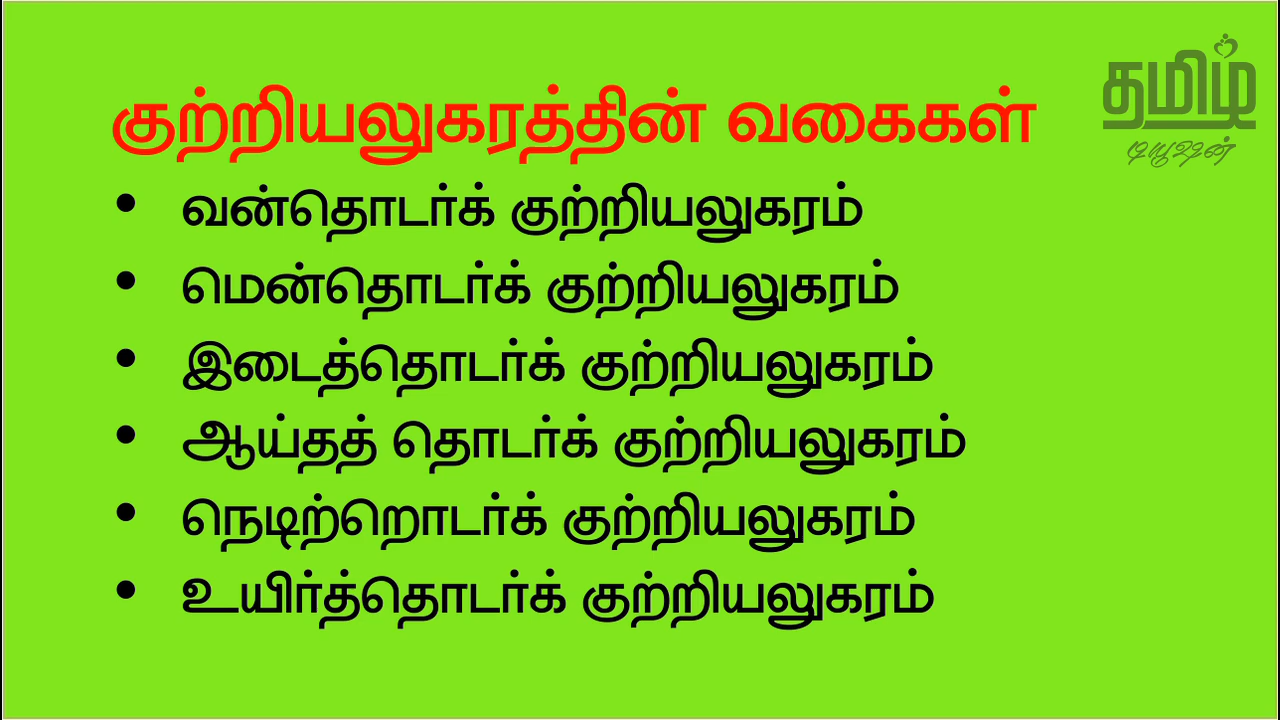 தமிழ்
டியூஷன்
குற்றியலுகரத்தின் வகைகள்
• வன்தொடர்க் குற்றியலுகரம்
• மென்தொடர்க் குற்றியலுகரம்
• இடைத்தொடர்க் குற்றியலுகரம்
• ஆய்தத் தொடர்க் குற்றியலுகரம்
• நெடிற்றொடர்க் குற்றியலுகரம்
• உயிர்த்தொடர்க் குற்றியலுகரம்